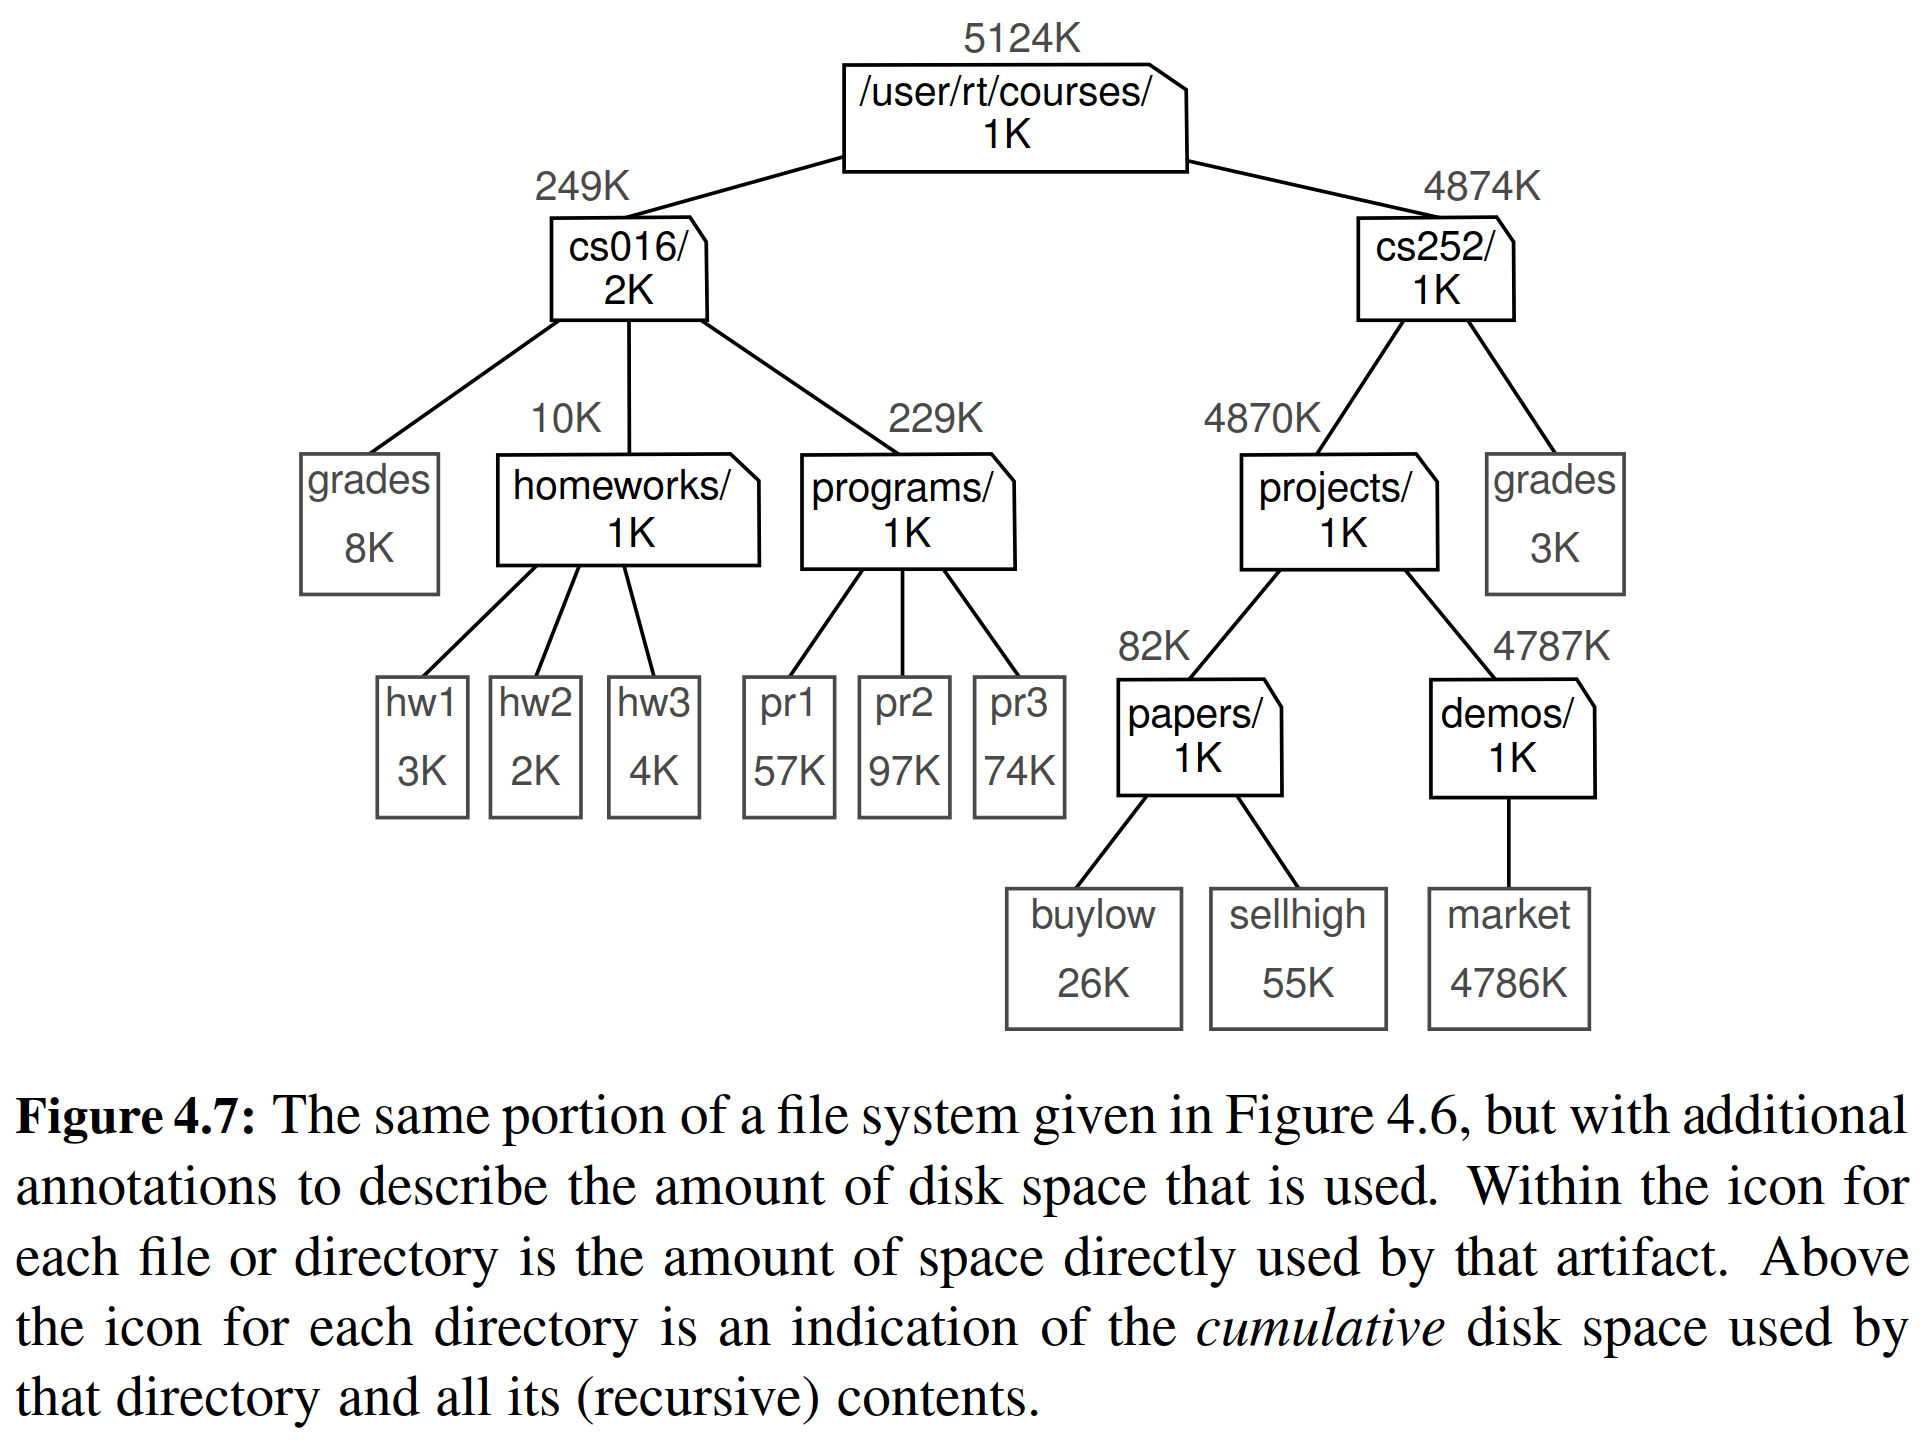 5124K
/user/rt/courses/
1K
249K
4874K
cs016/
2K
cs252/
1K
10K
229K
4870K
grades
8K
homeworks/
1K
programs/
1K
projects/
1K
grades
3K
82K
4787K
hw1
3K
hw2
2K
hw3
4K
pr1
57K
pr2
97K
pr3
74K
papers/
1K
demos/
1K
buylow
26K
sellhigh
55K
market
4786K
Figure 4.7: The same portion of a file system given in Figure 4.6, but with additional
annotations to describe the amount of disk space that is used. Within the icon for
each file or directory is the amount of space directly used by that artifact. Above
the icon for each directory is an indication of the cumulative disk space used by
that directory and all its (recursive) contents.